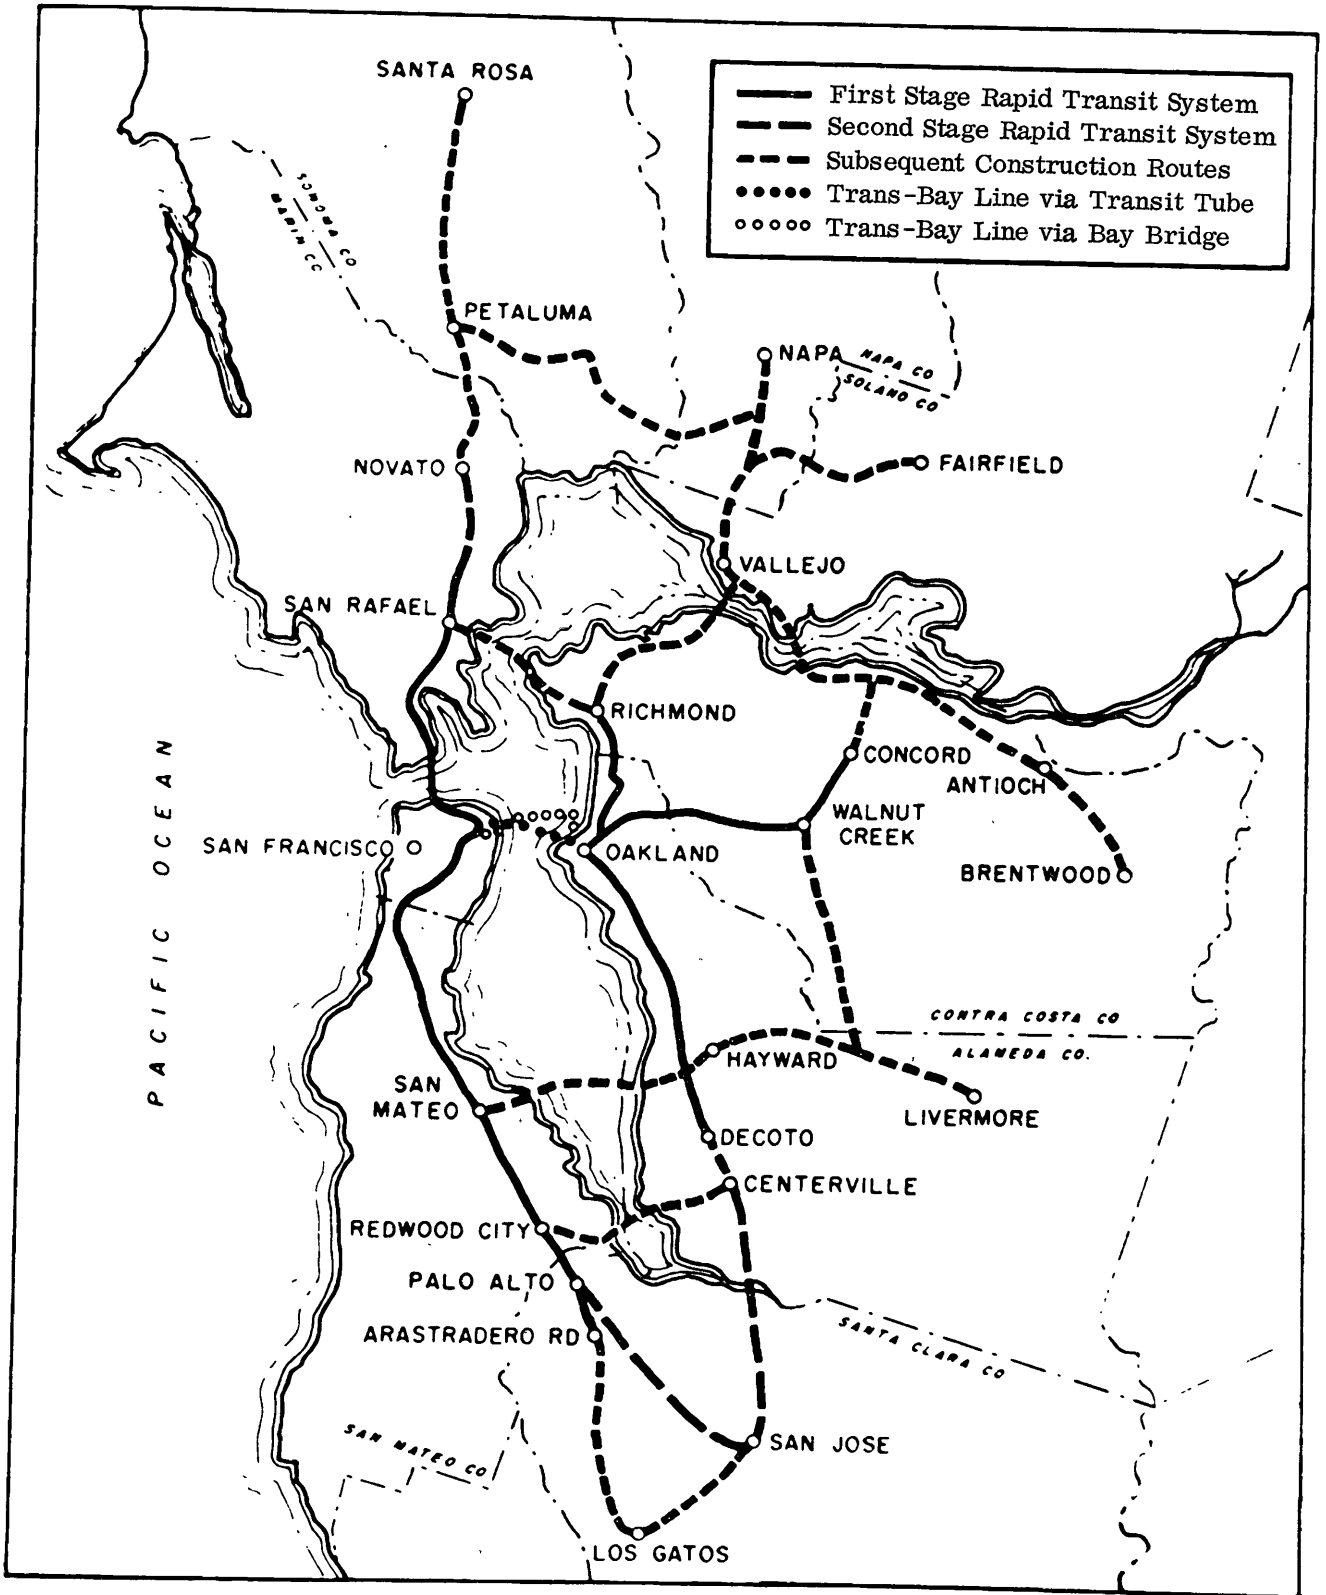 SANTA ROSA
First Stage Rapid Transit System
Second Stage Rapid Transit System
Subsequent Construction Routes
Trans-Bay Line via Transit Tube
Trans-Bay Line via Bay Bridge
SONOMA CO
MARIN CO
PETALUMA
NAPA
NAPA CO
SOLANO CO
NOVATO
FAIRFIELD
VALLEJO
SAN RAFAEL
RICHMOND
CONCORD
ANTIOCH
WALNUT
CREEK
PACIFIC OCEAN
SAN FRANCISCO
OAKLAND
BRENTWOOD
CONTRA COSTA CO
ALAMEDA CO.
HAYWARD
SAN
MATEO
LIVERMORE
DECOTO
CENTERVILLE
REDWOOD CITY
PALO ALTO
ARASTRADERO RD
SANTA CLARA CO
SAN MATEO CO
SAN JOSE
LOS GATOS